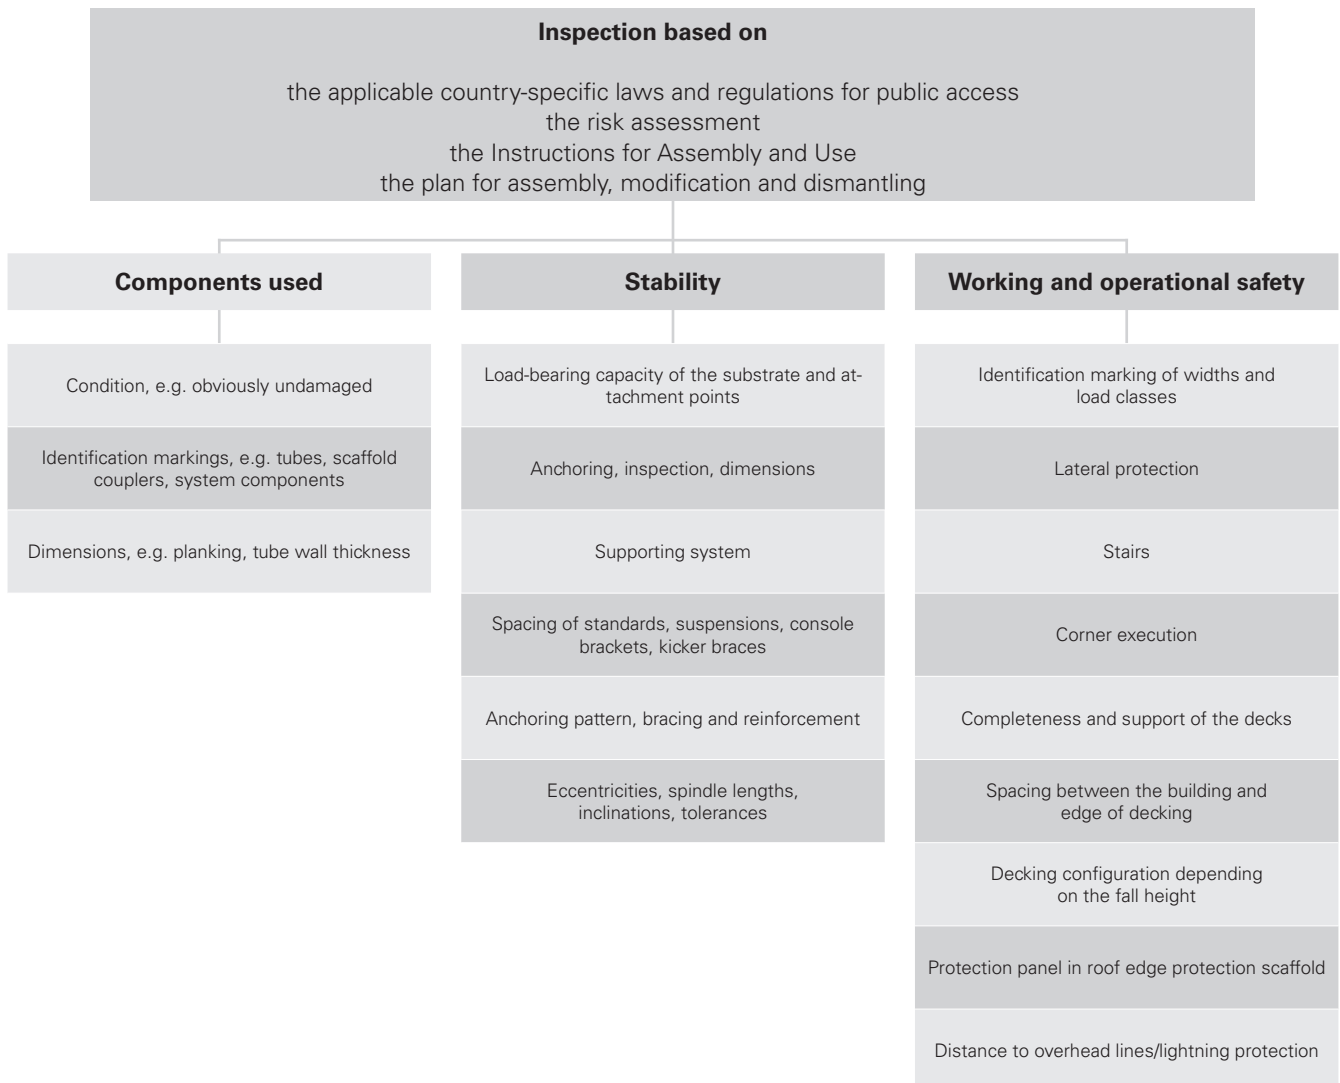 Inspection based on
the applicable country-specific laws and regulations for public access
the risk assessment
the Instructions for Assembly and Use
the plan for assembly, modification and dismantling
Components used
Condition, e.g. obviously undamaged
Identification markings, e.g. tubes, scaffold
couplers, system components
Dimensions, e.g. planking, tube wall thickness
Stability
Load-bearing capacity of the substrate and at-
tachment points
Anchoring, inspection, dimensions
Supporting system
Spacing of standards, suspensions, console
brackets, kicker braces
Anchoring pattern, bracing and reinforcement
Eccentricities, spindle lengths,
inclinations, tolerances
Working and operational safety
Identification marking of widths and
load classes
Lateral protection
Stairs
Corner execution
Completeness and support of the decks
Spacing between the building and
edge of decking
Decking configuration depending
on the fall height
Protection panel in roof edge protection scaffold
Distance to overhead lines/lightning protection